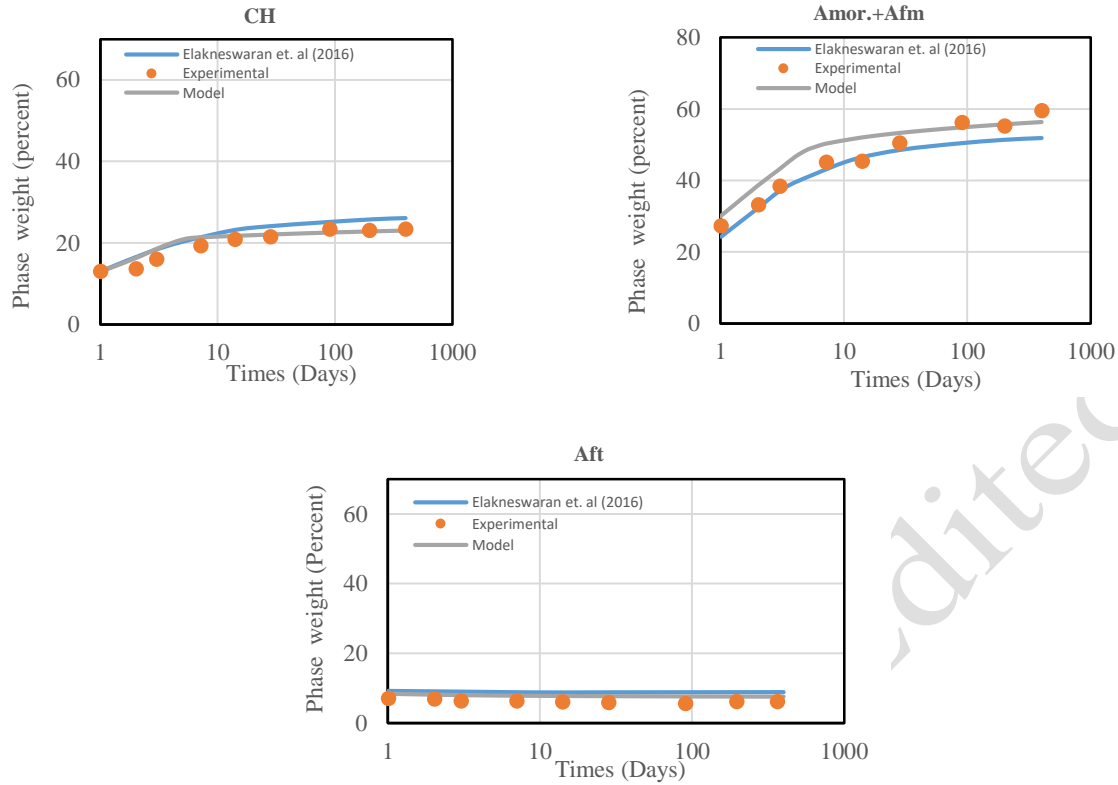 CH
Phase weight (percent)
60
40
20
0
Elakneswaran et. al (2016)
Experimental
Model
1 10 100 1000
Times (Days)
Amor.+Afm
Phase weight (percent)
80
60
40
20
0
Elakneswaran et. al (2016)
Experimental
Model
1 10 100 1000
Times (Days)
Aft
Phase weight (Percent)
60
40
20
0
Elakneswaran et. al (2016)
Experimental
Model
1 10 100 1000
Times (Days)